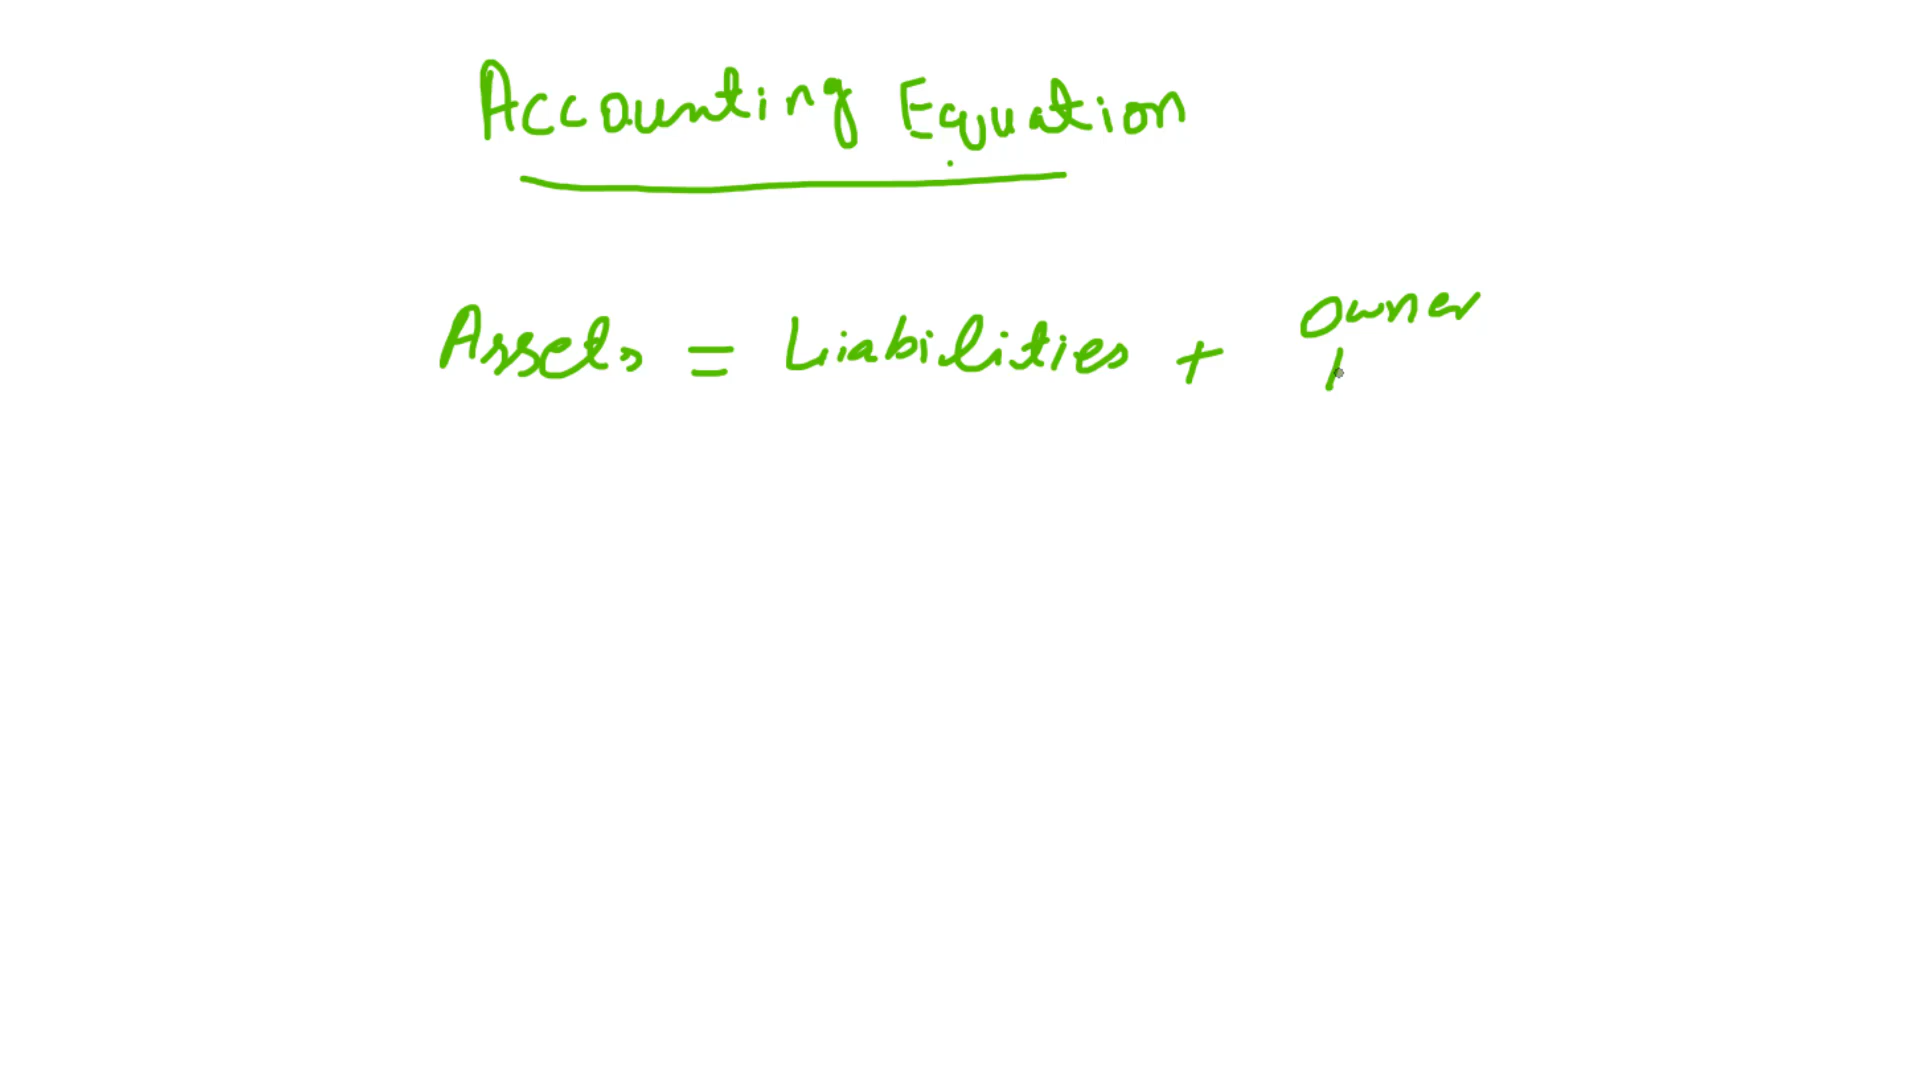 Accounting Equation
Assets = Liabilities + owner